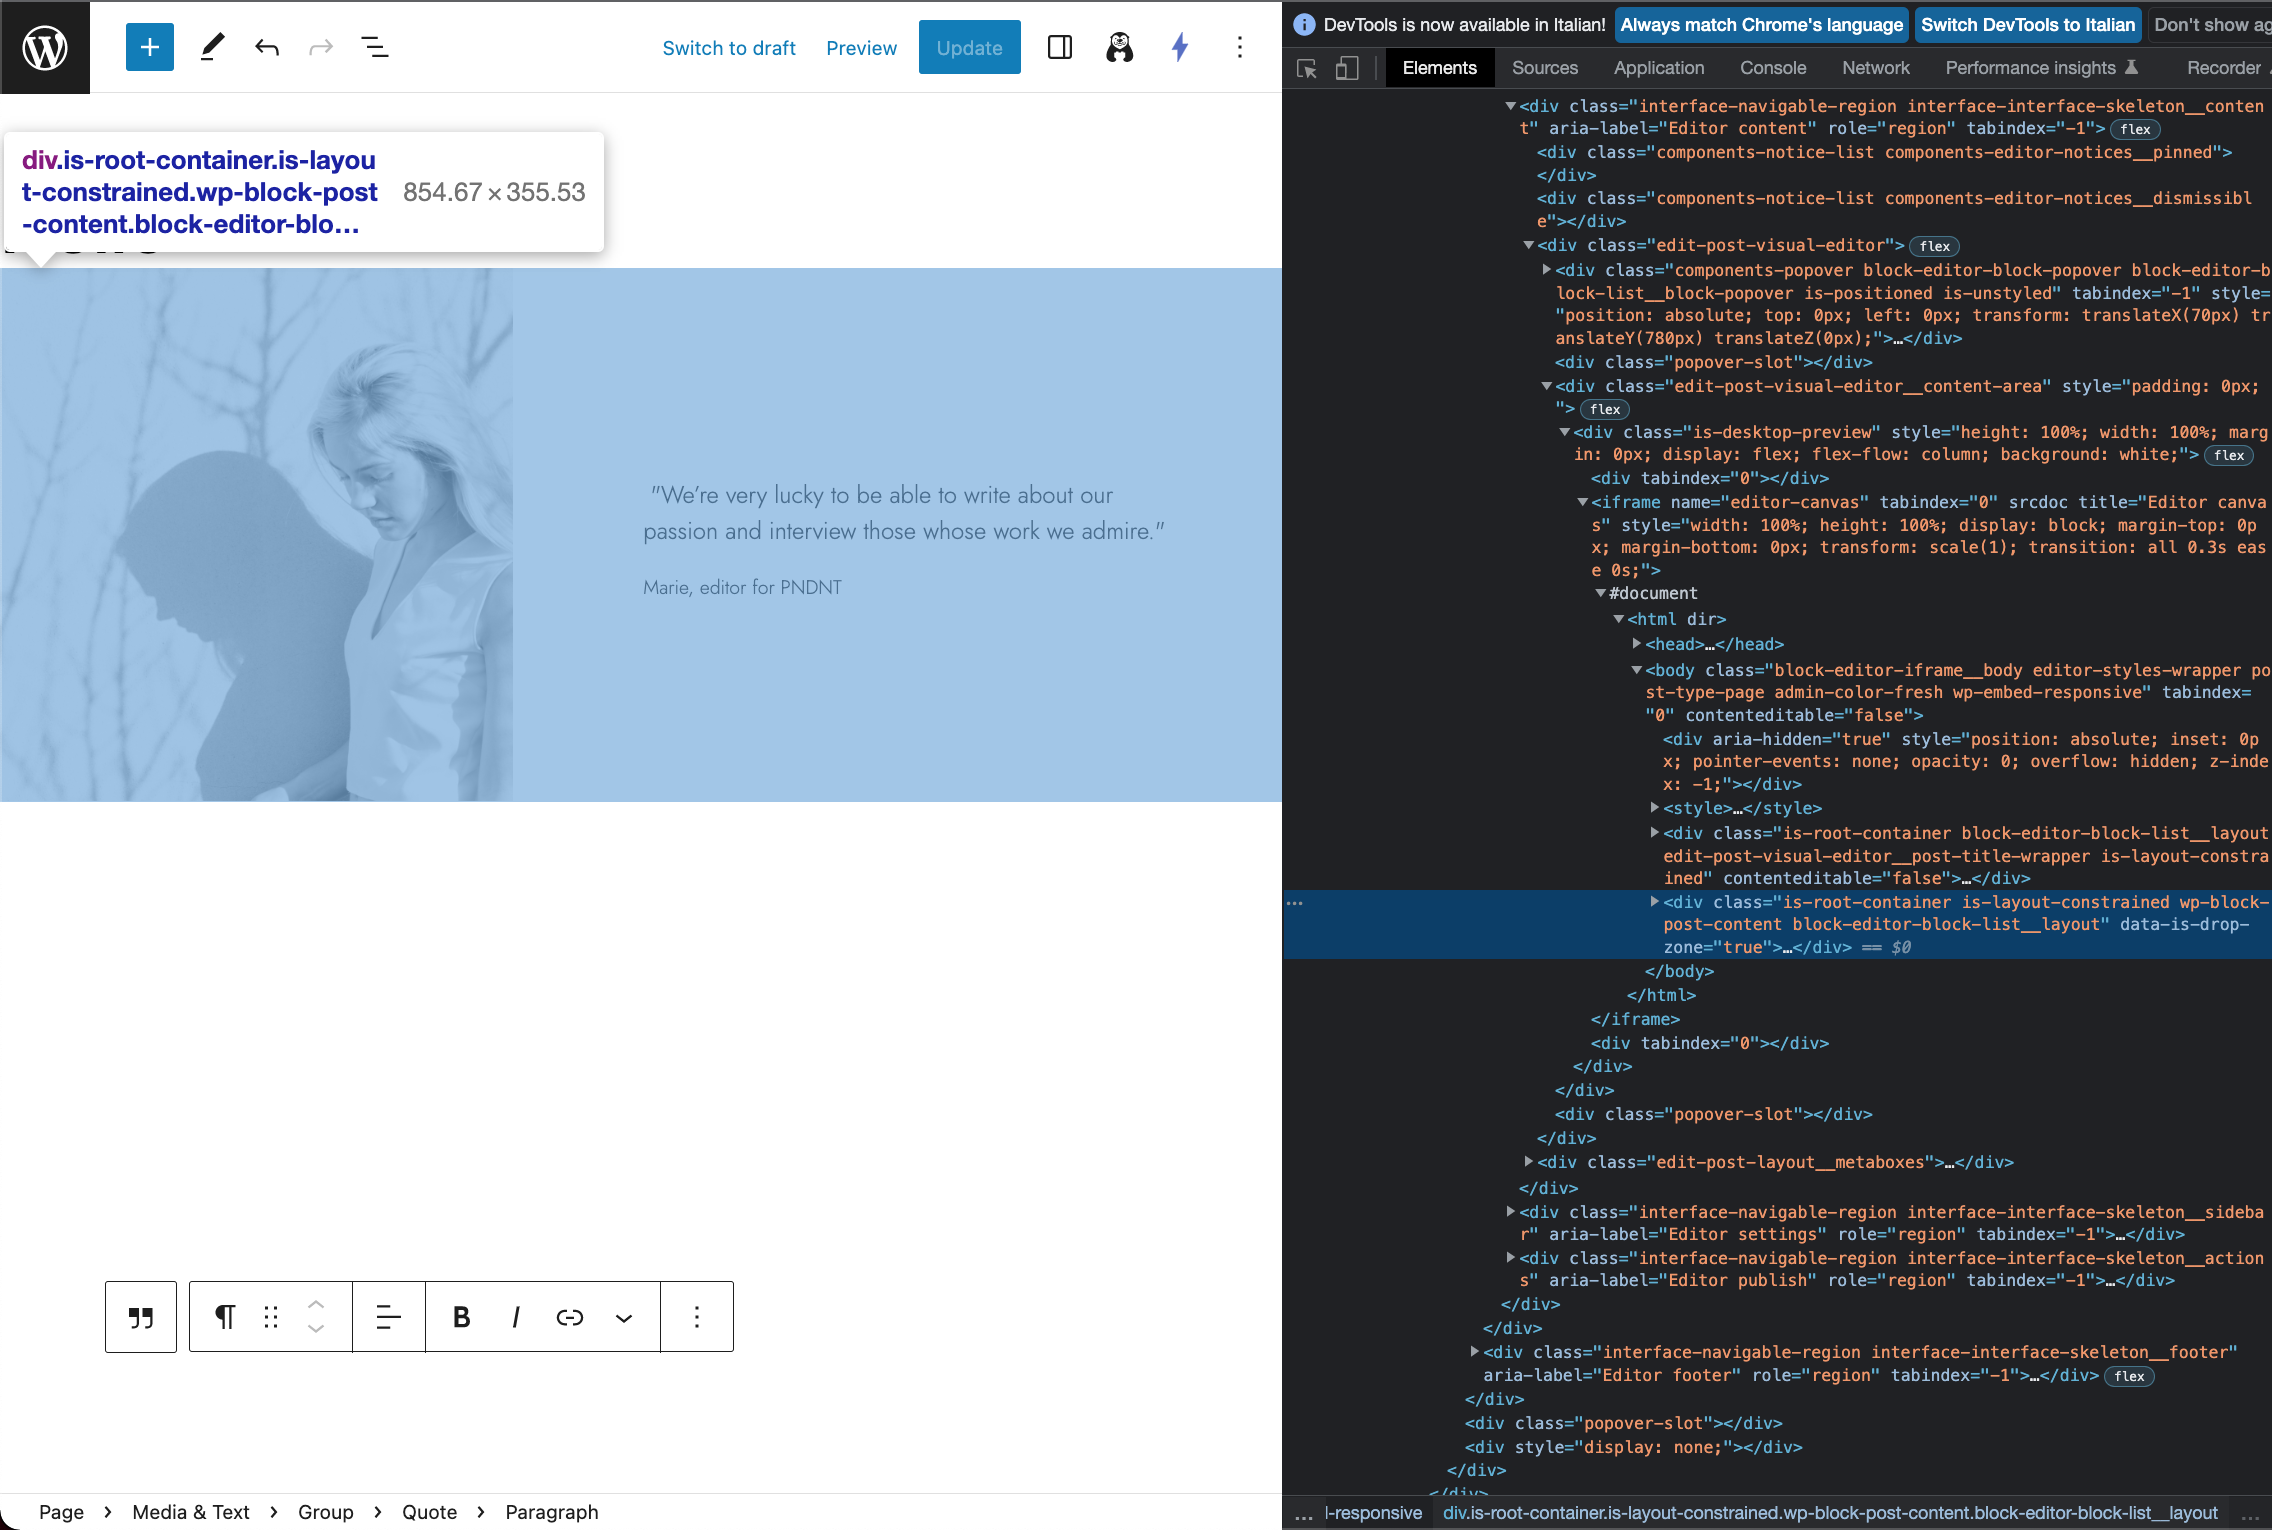 Switch to draft
Preview
Update
div.is-root-container.is-layou
t-constrained.wp-block-post
-content.block-editor-blo…
854.67 × 355.53
"We're very lucky to be able to write about our
passion and interview those whose work we admire."
Marie, editor for PNDNT
B I
Page > Media & Text > Group > Quote > Paragraph
DevTools is now available in Italian! Always match Chrome's language Switch DevTools to Italian Don't show
Elements Sources Application Console Network Performance insights Recorder
<div class="interface-navigable-region interface-interface-skeleton__conten
t" aria-label="Editor content" role="region" tabindex="-1"> flex
<div class="components-notice-list components-editor-notices__pinned">
</div>
<div class="components-notice-list components-editor-notices__dismissibl
e"></div>
<div class="edit-post-visual-editor"> flex
<div class="components-popover block-editor-block-popover block-editor-b
lock-list__block-popover is-positioned is-unstyled" tabindex="-1" style=
"position: absolute; top: 0px; left: 0px; transform: translateX(70px) tr
anslateY(780px) translateZ(0px);">…</div>
<div class="popover-slot"></div>
<div class="edit-post-visual-editor__content-area" style="padding: 0px;
"> flex
<div class="is-desktop-preview" style="height: 100%; width: 100%; marg
in: 0px; display: flex; flex-flow: column; background: white;"> flex
<div tabindex="0"></div>
<iframe name="editor-canvas" tabindex="0" srcdoc title="Editor canva
s" style="width: 100%; height: 100%; display: block; margin-top: 0p
x; margin-bottom: 0px; transform: scale(1); transition: all 0.3s eas
e 0s;">
#document
<html dir>
<head>…</head>
<body class="block-editor-iframe__body editor-styles-wrapper po
st-type-page admin-color-fresh wp-embed-responsive" tabindex=
"0" contenteditable="false">
<div aria-hidden="true" style="position: absolute; inset: 0p
x; pointer-events: none; opacity: 0; overflow: hidden; z-inde
x: -1;"></div>
<style>…</style>
<div class="is-root-container block-editor-block-list__layout
edit-post-visual-editor__post-title-wrapper is-layout-constra
ined" contenteditable="false">…</div>
<div class="is-root-container is-layout-constrained wp-block-
post-content block-editor-block-list__layout" data-is-drop-
zone="true">…</div> == $0
</body>
</html>
</iframe>
<div tabindex="0"></div>
</div>
</div>
<div class="popover-slot"></div>
</div>
<div class="edit-post-layout__metaboxes">…</div>
</div>
<div class="interface-navigable-region interface-interface-skeleton__sideba
r" aria-label="Editor settings" role="region" tabindex="-1">…</div>
<div class="interface-navigable-region interface-interface-skeleton__action
s" aria-label="Editor publish" role="region" tabindex="-1">…</div>
</div>
</div>
<div class="interface-navigable-region interface-interface-skeleton__footer"
aria-label="Editor footer" role="region" tabindex="-1">…</div> flex
</div>
<div class="popover-slot"></div>
<div style="display: none;"></div>
</div>
</div>
… l-responsive div.is-root-container.is-layout-constrained.wp-block-post-content.block-editor-block-list__layout …